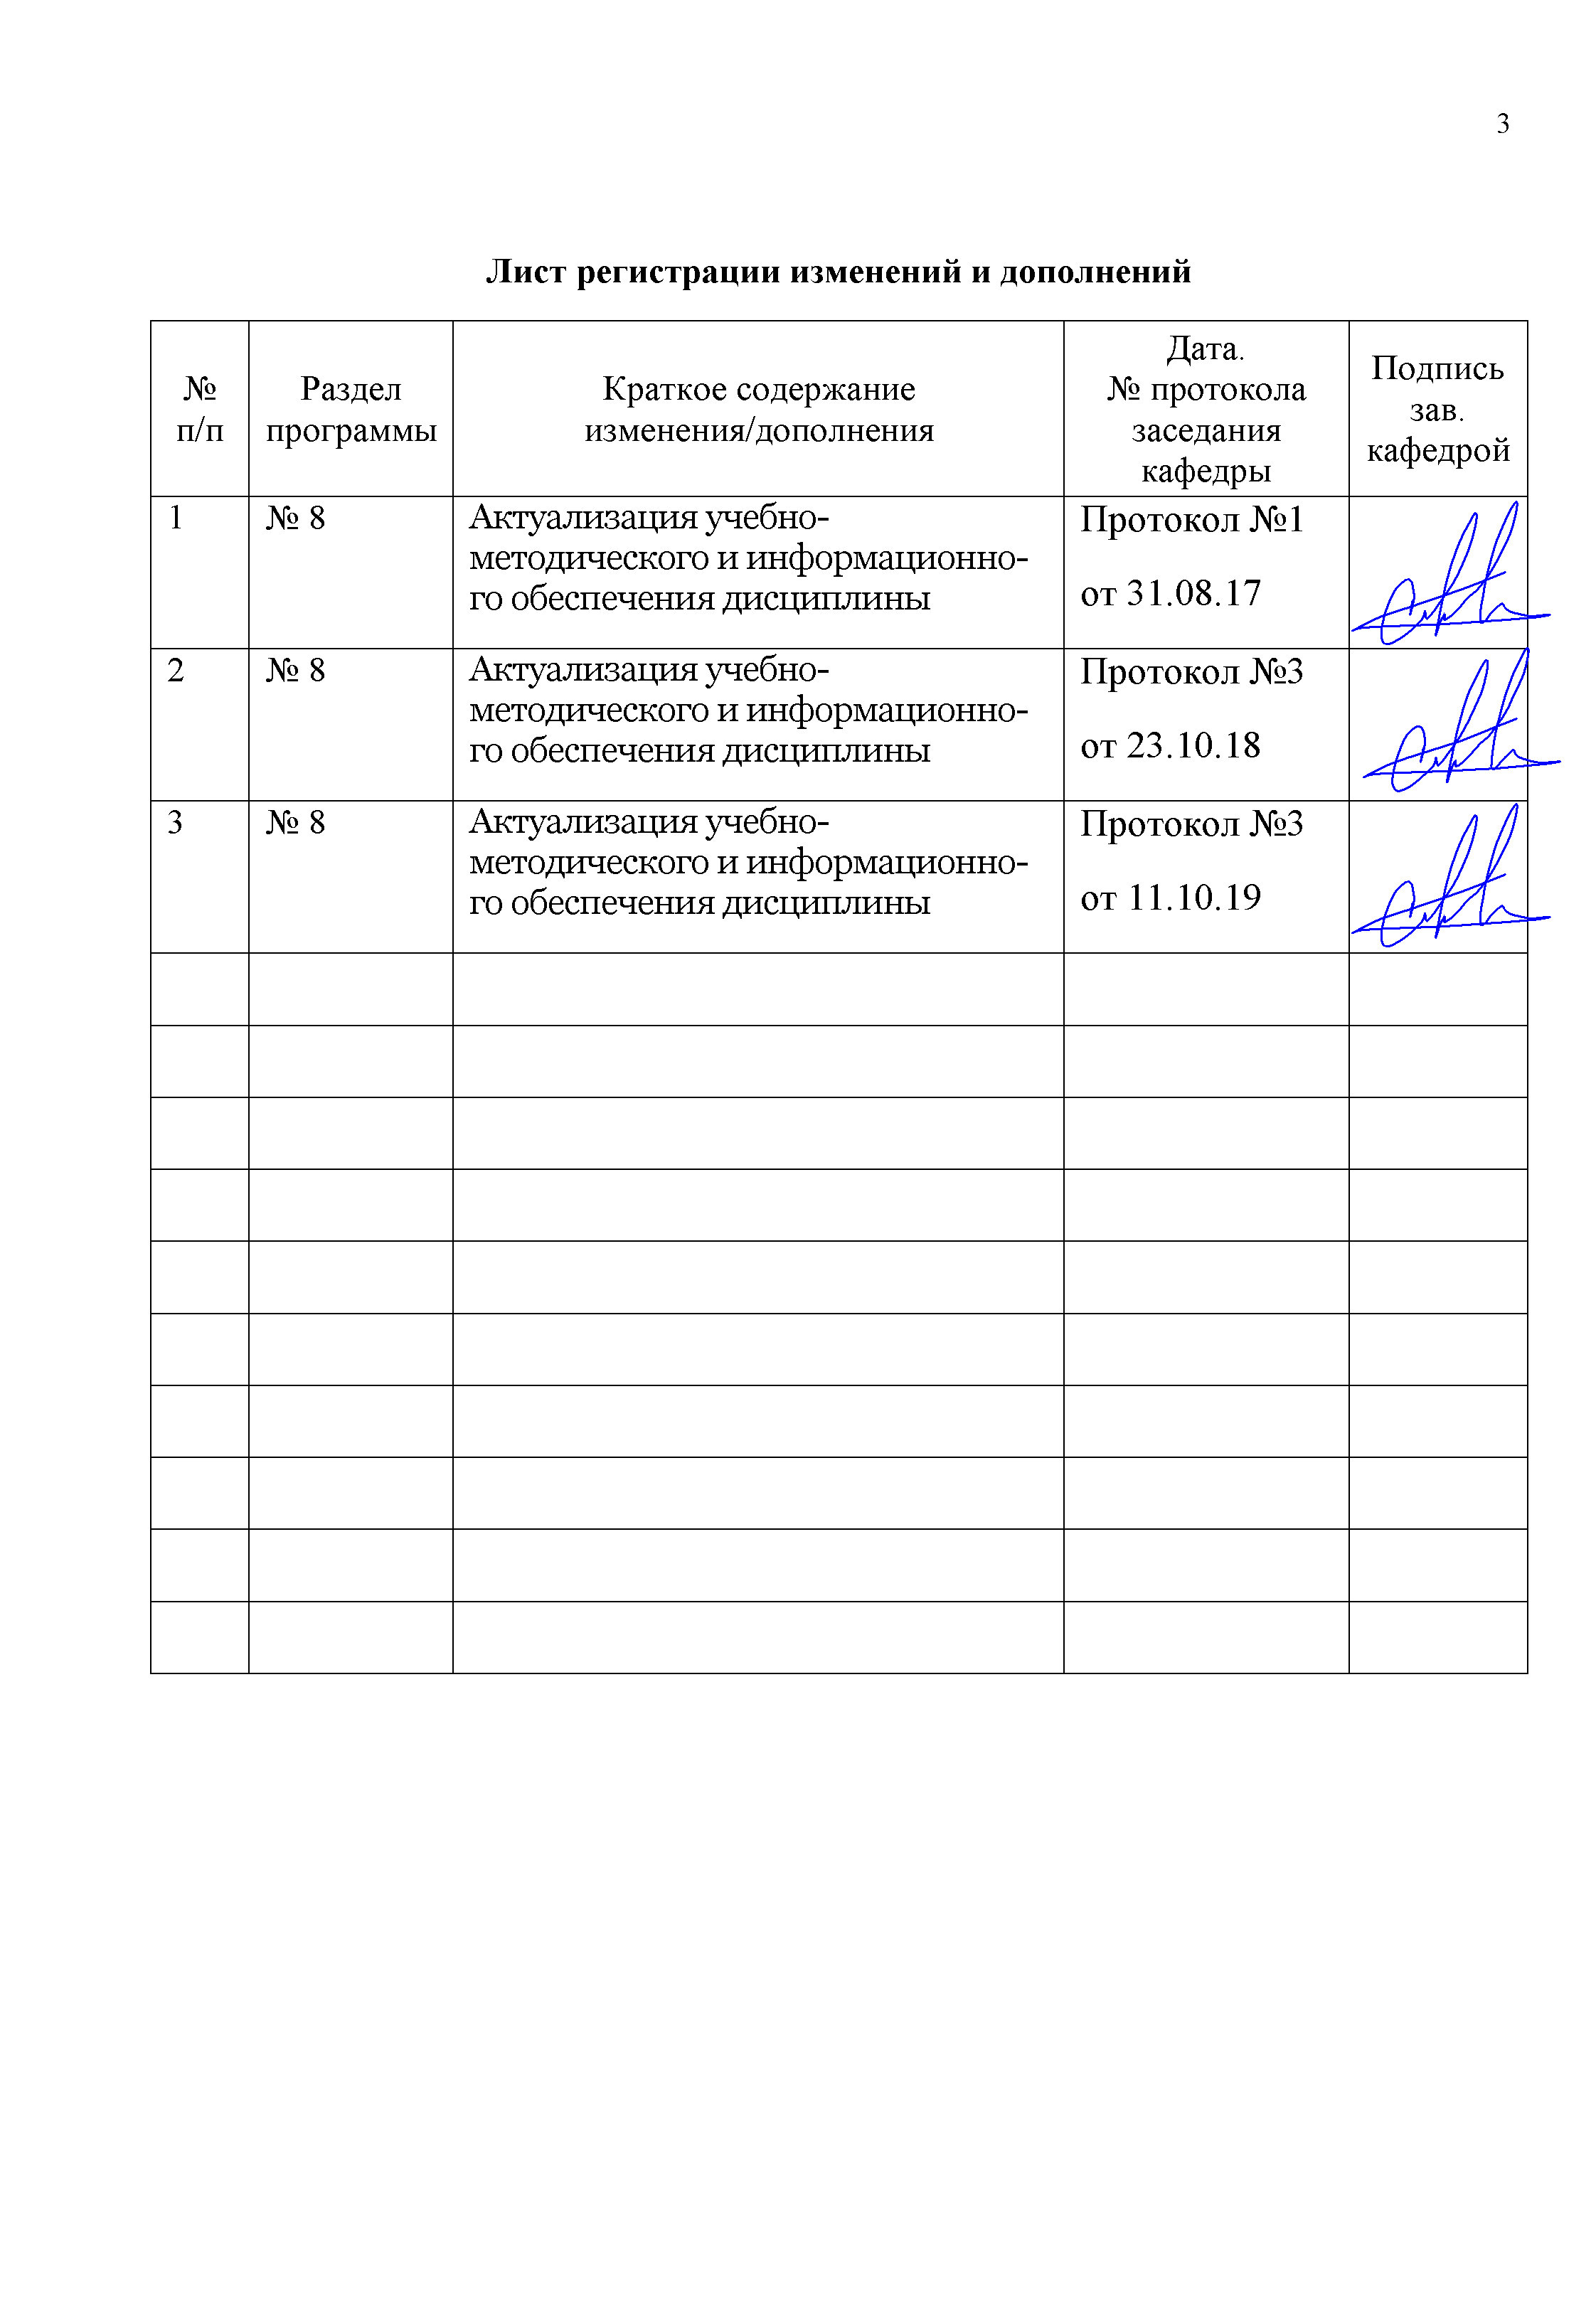 3
Лист регистрации изменений и дополнений
№
п/п
Раздел
программы
Краткое содержание
изменения/дополнения
Дата.
№ протокола
заседания
кафедры
Подпись
зав.
кафедрой
1
№ 8
Актуализация учебно-
методического и информационно-
го обеспечения дисциплины
Протокол №1
от 31.08.17
2
№ 8
Актуализация учебно-
методического и информационно-
го обеспечения дисциплины
Протокол №3
от 23.10.18
3
№ 8
Актуализация учебно-
методического и информационно-
го обеспечения дисциплины
Протокол №3
от 11.10.19